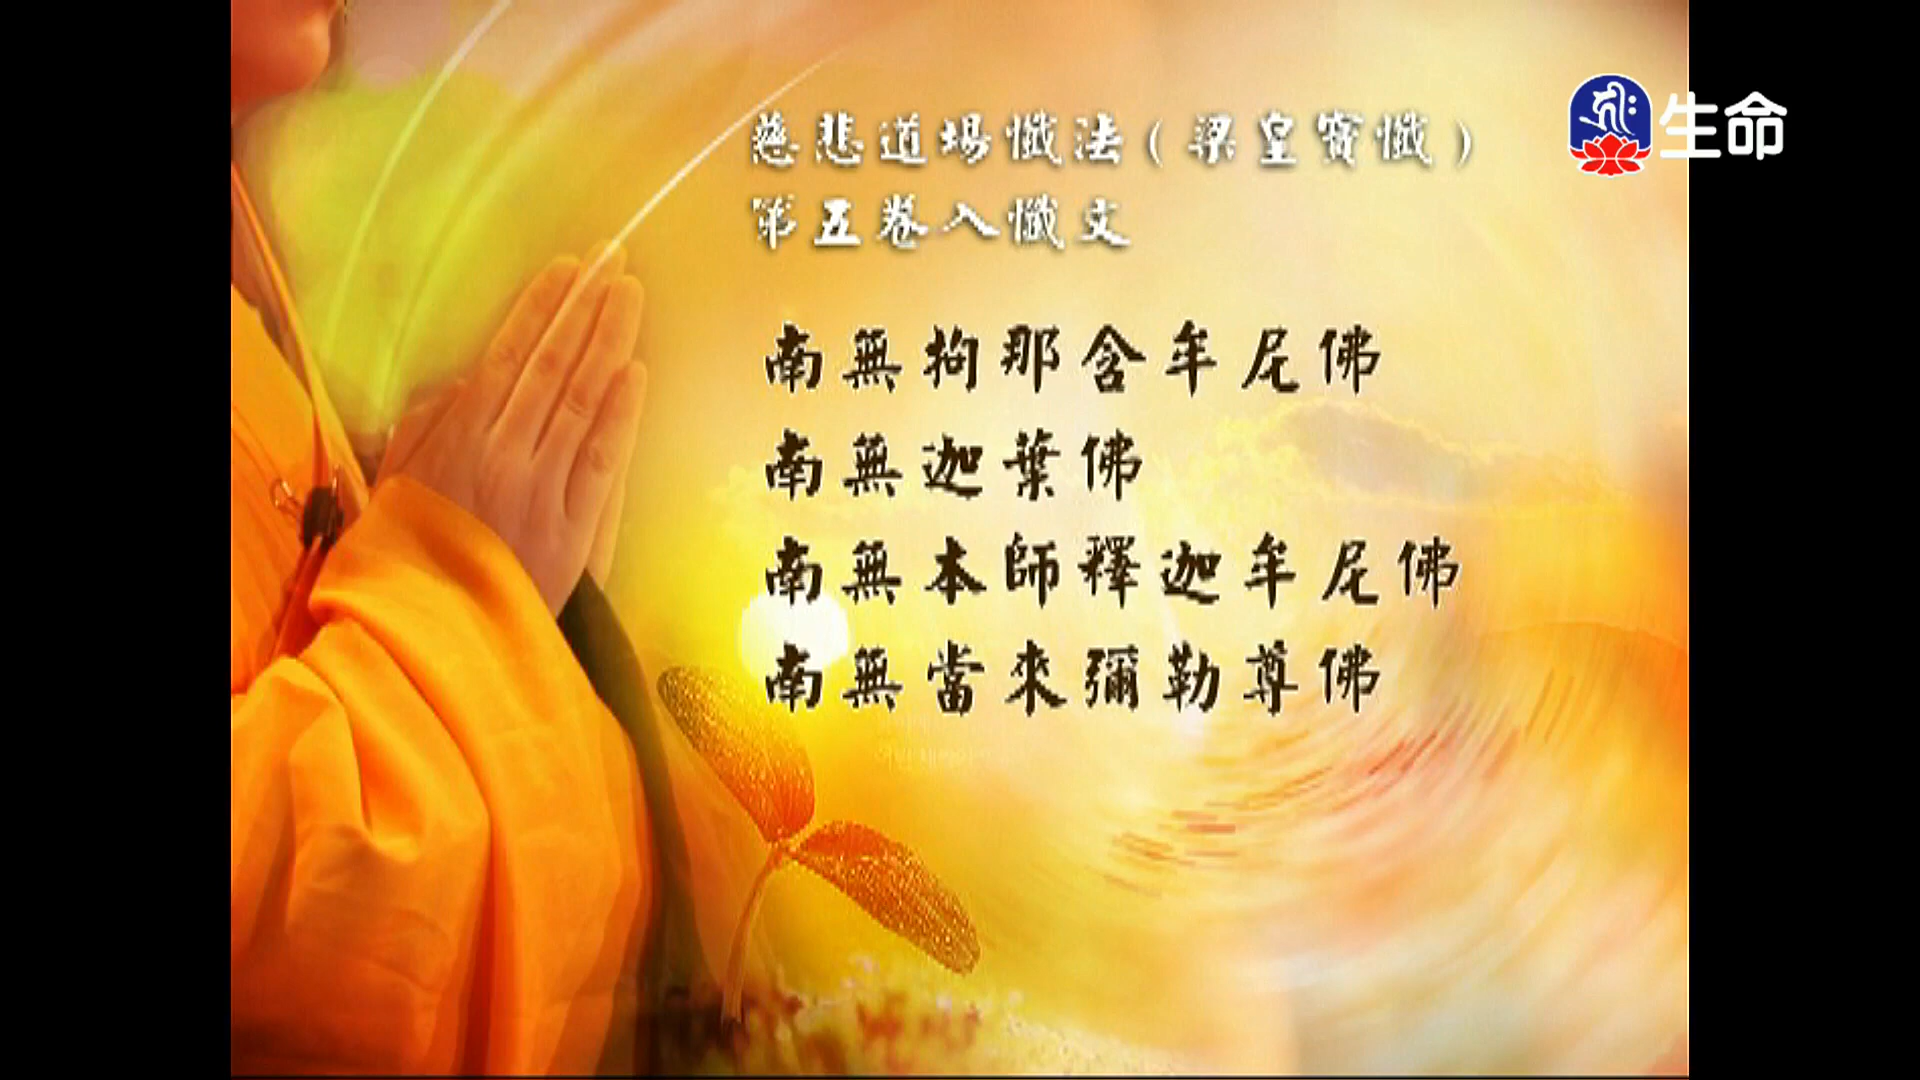 生命
慈悲道場懺法(梁皇寶懺)
第五卷入懺文
南無拘那含牟尼佛
南無迦葉佛
南無本師釋迦牟尼佛
南無當來彌勒尊佛